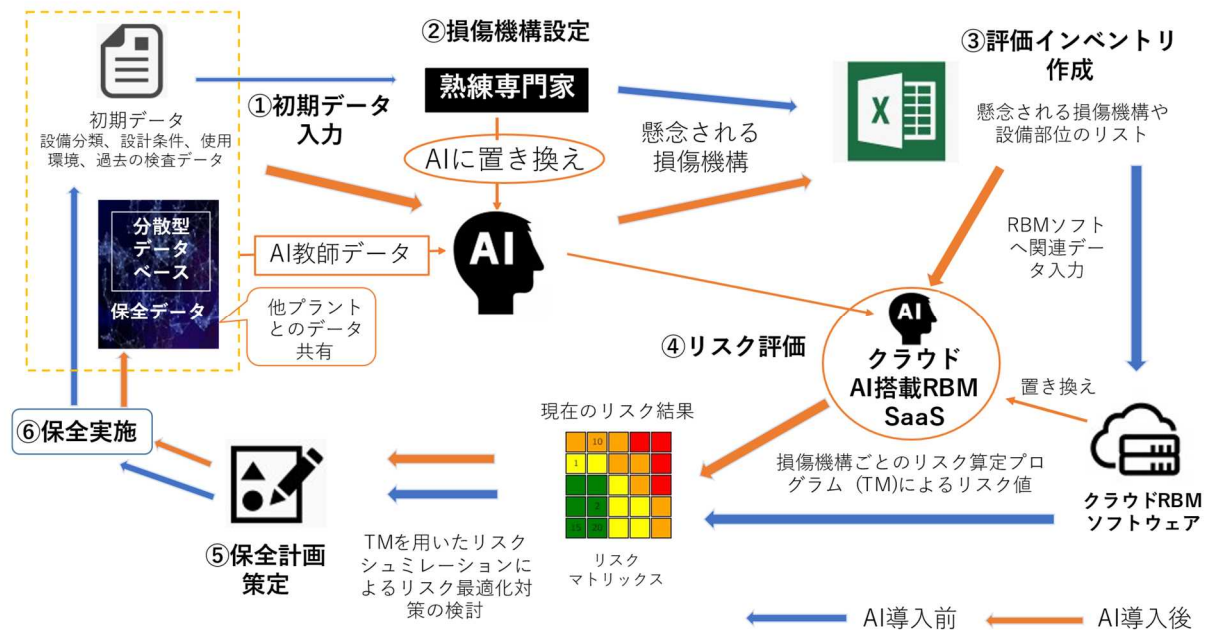 ②損傷機構設定
③評価インベントリ
作成
熟練専門家
X
初期データ
設備分類、設計条件、使用
環境、過去の検査データ
①初期データ
入力
AIに置き換え
懸念される
損傷機構
懸念される損傷機構や
設備部位のリスト
分散型
データ
ベース
保全データ
AI教師データ
AI
RBMソフト
へ関連デー
タ入力
他プラント
とのデータ
共有
④リスク評価
AI
クラウド
AI搭載RBM
SaaS
置き換え
⑥保全実施
現在のリスク結果
10
1
2
15 20
リスク
マトリックス
損傷機構ごとのリスク算定プロ
グラム（TM)によるリスク値
クラウドRBM
ソフトウェア
⑤保全計画
策定
TMを用いたリスク
シュミレーションに
よるリスク最適化対
策の検討
AI導入前
AI導入後